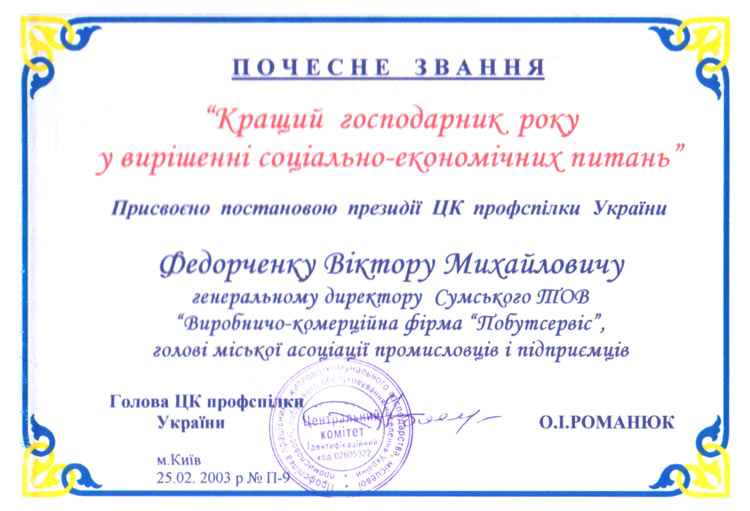 ПОЧЕСНЕ ЗВАННЯ
“Кращий господарник року
у вирішенні соціально-економічних питань”
Присвоєно постановою президії ЦК профспілки України
Федорченку Віктору Михайловичу
генеральному директору Сумського ТОВ
“Виробничо-комерційна фірма “Побутсервіс”,
голові міської асоціації промисловців і підприємців
Голова ЦК профспілки
України
О.І.РОМАНЮК
Центральний
комітет
Ідентифікаційний
код 02605322
м.Київ
25.02. 2003 р № П-9